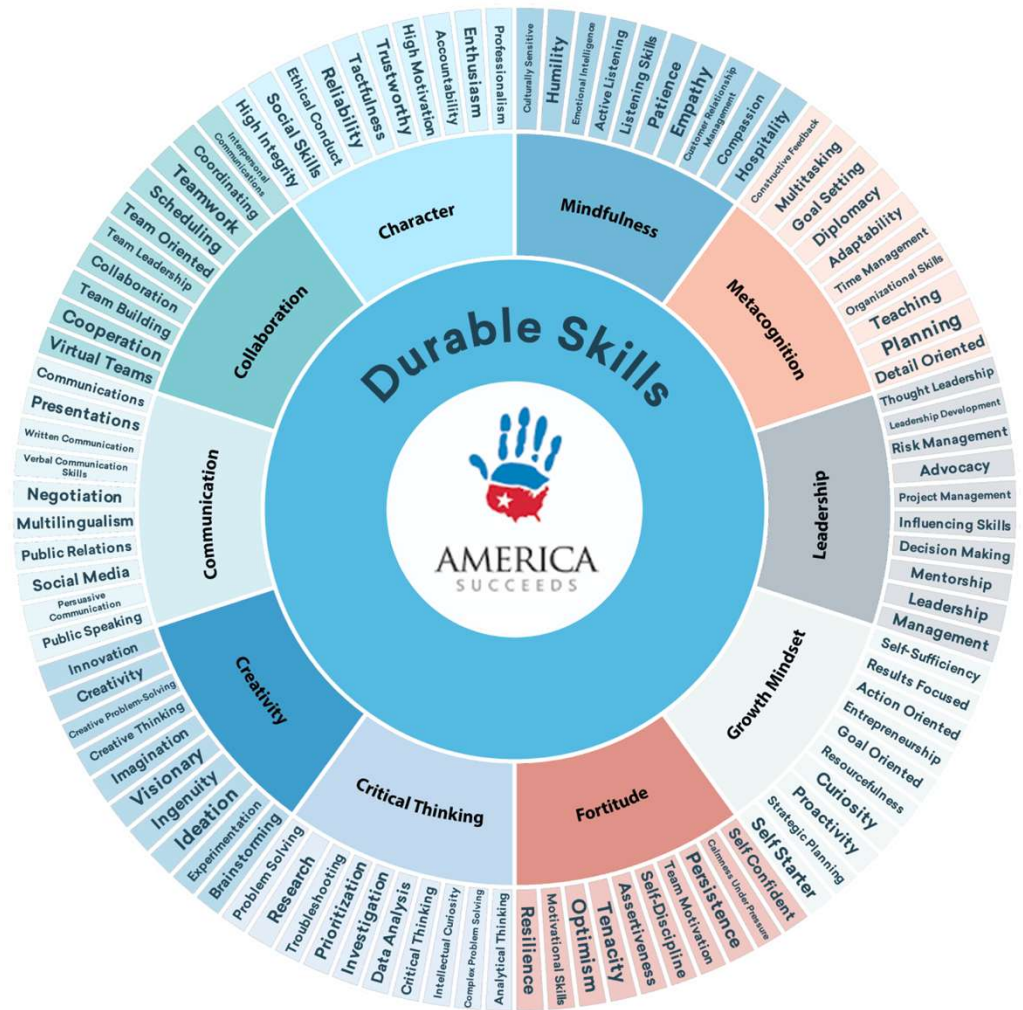 Durable Skills
AMERICA
SUCCEEDS
Mindfulness
Culturally Sensitive
Humility
Emotional Intelligence
Active Listening
Listening Skills
Patience
Empathy
Customer Relationship
Management
Compassion
Hospitality
Metacognition
Constructive Feedback
Multitasking
Goal Setting
Diplomacy
Adaptability
Time Management
Organizational Skills
Teaching
Planning
Detail Oriented
Leadership
Thought Leadership
Leadership Development
Risk Management
Advocacy
Project Management
Influencing Skills
Decision Making
Mentorship
Leadership
Management
Growth Mindset
Self-Sufficiency
Results Focused
Action Oriented
Entrepreneurship
Goal Oriented
Resourcefulness
Curiosity
Proactivity
Strategic Planning
Self Starter
Fortitude
Self Confident
Calmness Under Pressure
Persistence
Team Motivation
Self-Discipline
Assertiveness
Tenacity
Optimism
Motivational Skills
Resilience
Critical Thinking
Analytical Thinking
Complex Problem Solving
Intellectual Curiosity
Critical Thinking
Data Analysis
Investigation
Prioritization
Troubleshooting
Research
Problem Solving
Creativity
Brainstorming
Experimentation
Ideation
Ingenuity
Visionary
Imagination
Creative Thinking
Creative Problem-Solving
Creativity
Innovation
Communication
Public Speaking
Persuasive
Communication
Social Media
Public Relations
Multilingualism
Negotiation
Verbal Communication
Skills
Written Communication
Presentations
Communications
Collaboration
Virtual Teams
Cooperation
Team Building
Collaboration
Team Leadership
Team Oriented
Scheduling
Teamwork
Coordinating
Interpersonal
Communications
Character
High Integrity
Social Skills
Ethical Conduct
Reliability
Tactfulness
Trustworthy
High Motivation
Accountability
Enthusiasm
Professionalism